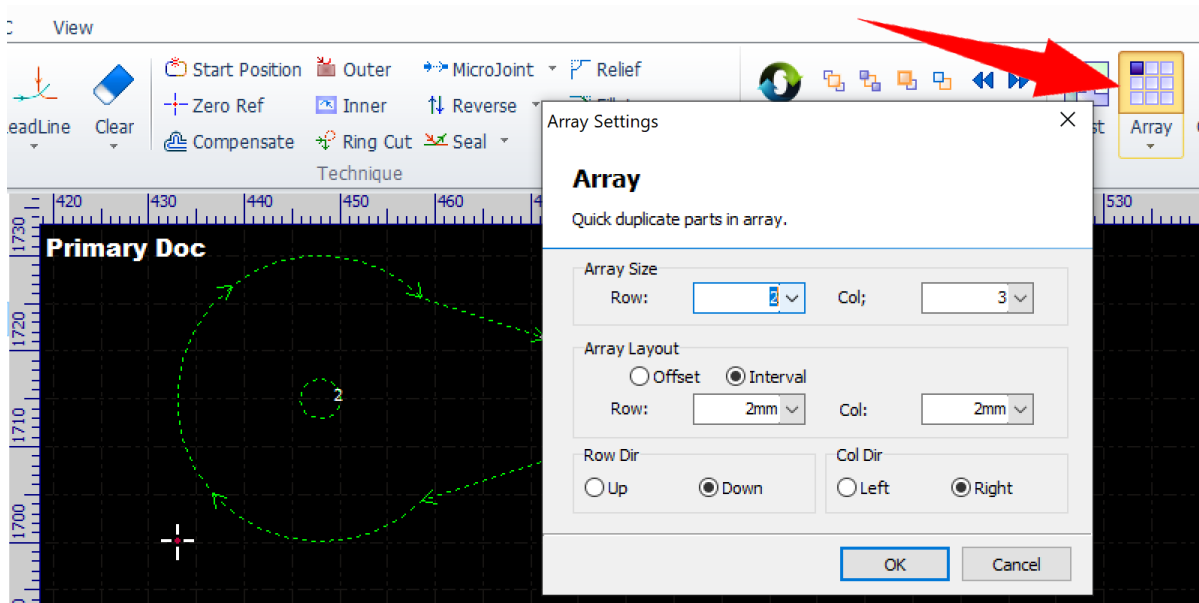 View
Start Position
Outer
MicroJoint
Relief
Zero Ref
Inner
Reverse
LeadLine
Clear
Array
Compensate
Ring Cut
Seal
Technique
420
430
440
450
460
530
1730
1720
1710
1700
Primary Doc
2
Array Settings
Array
Quick duplicate parts in array.
Array Size
Row: 2 Col; 3
Array Layout
Offset Interval
Row: 2mm Col: 2mm
Row Dir Col Dir
Up Down Left Right
OK Cancel